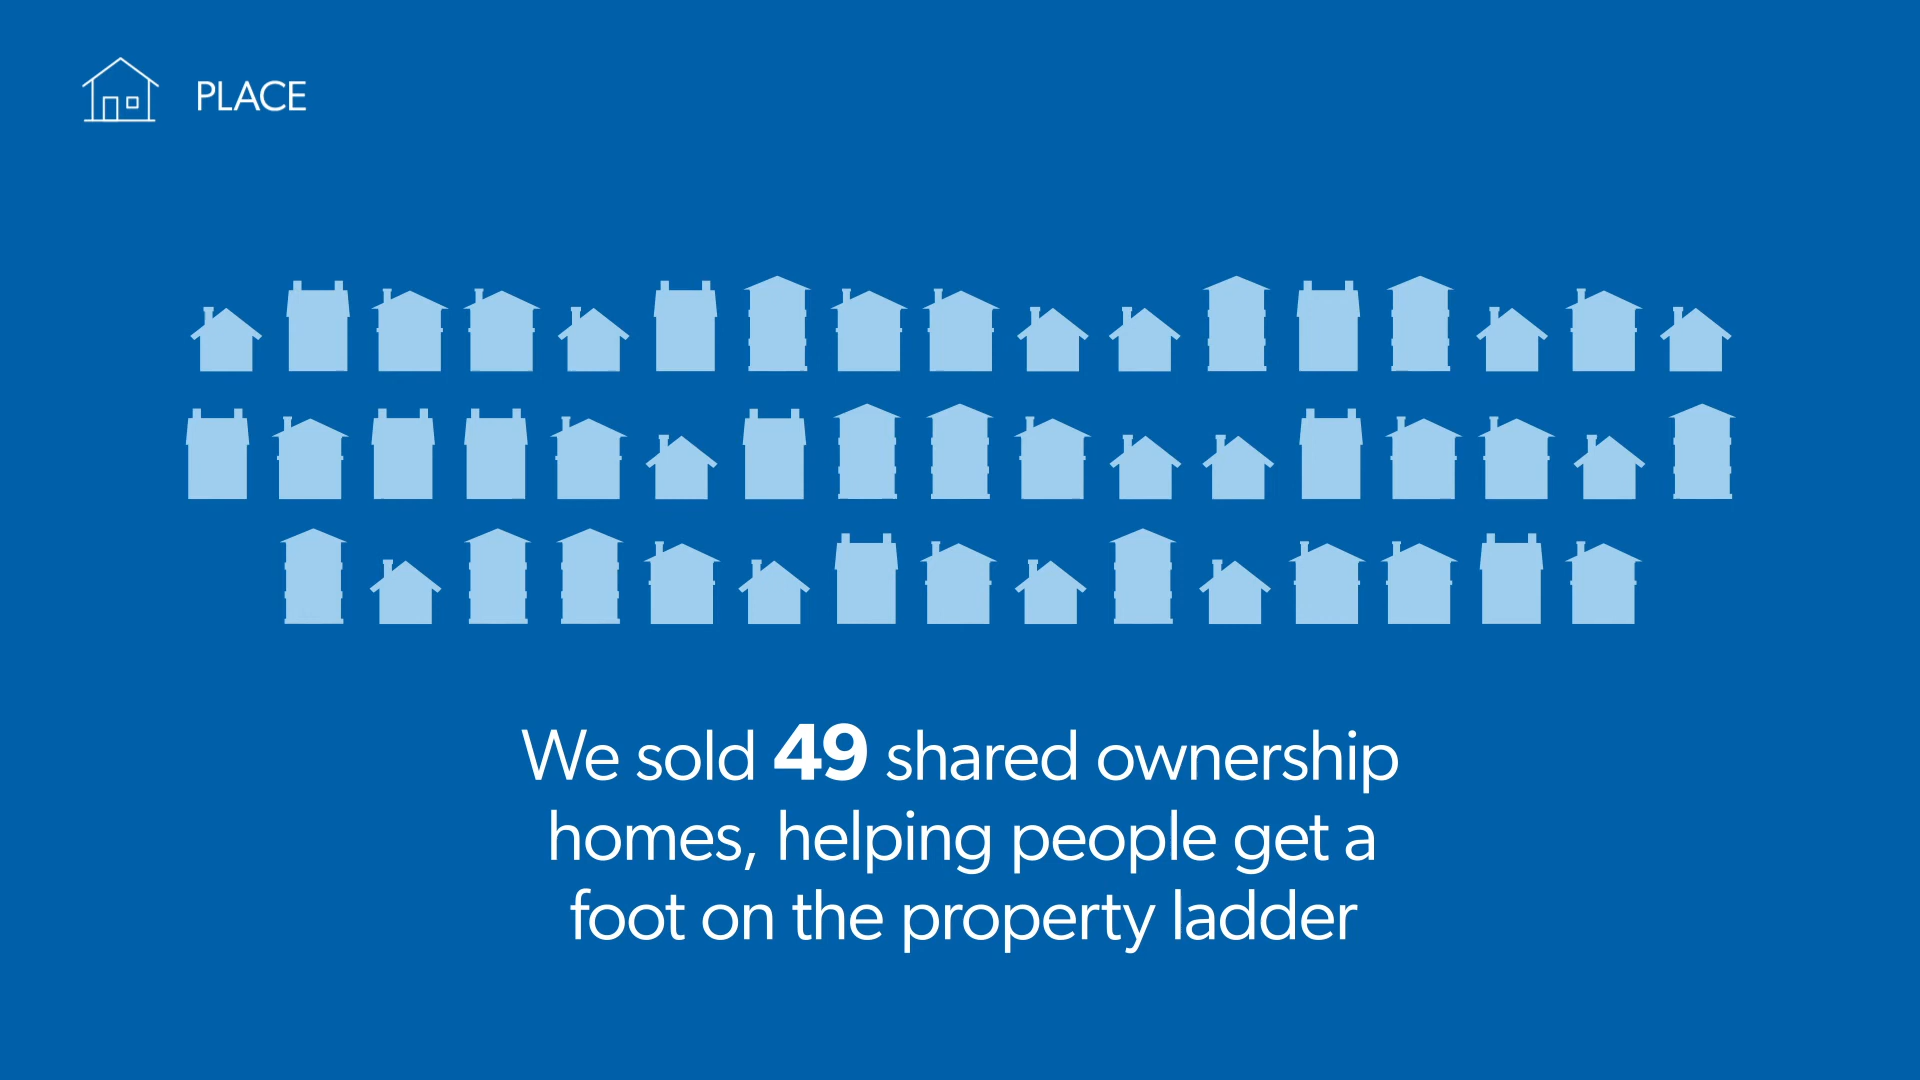 PLACE
We sold 49 shared ownership
homes, helping people get a
foot on the property ladder